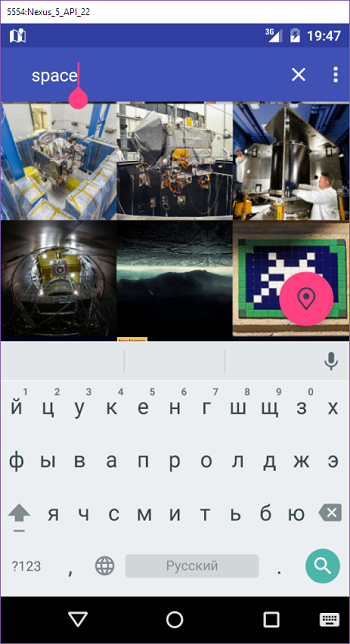 5554:Nexus_5_API_22
3G 19:47
space
1 2 3 4 5 6 7 8 9 0
й ц у к е н г ш щ з х
ф ы в а п р о л д ж э
я ч с м и т ь б ю
?123 , Русский .